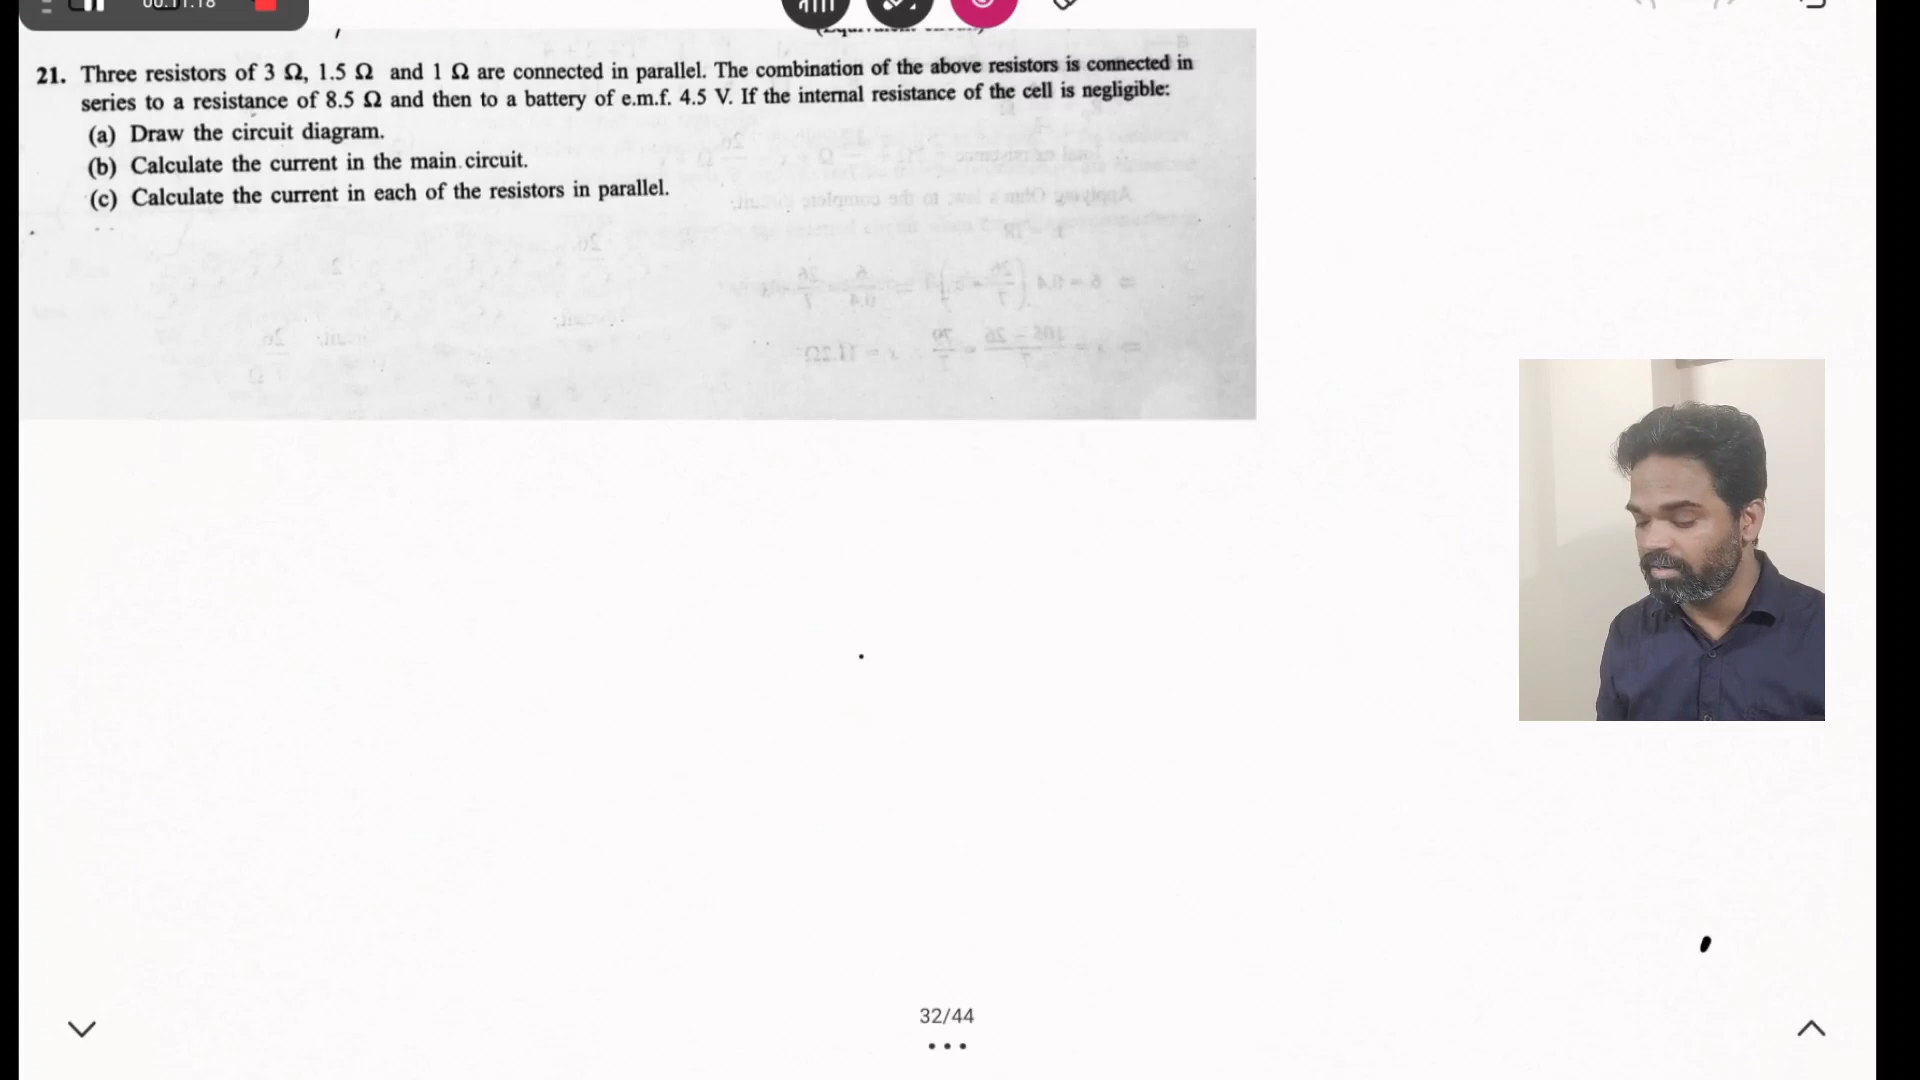 00:11:18
21. Three resistors of 3 Ω, 1.5 Ω and 1 Ω are connected in parallel. The combination of the above resistors is connected in
series to a resistance of 8.5 Ω and then to a battery of e.m.f. 4.5 V. If the internal resistance of the cell is negligible:
(a) Draw the circuit diagram.
(b) Calculate the current in the main circuit.
(c) Calculate the current in each of the resistors in parallel.
32/44